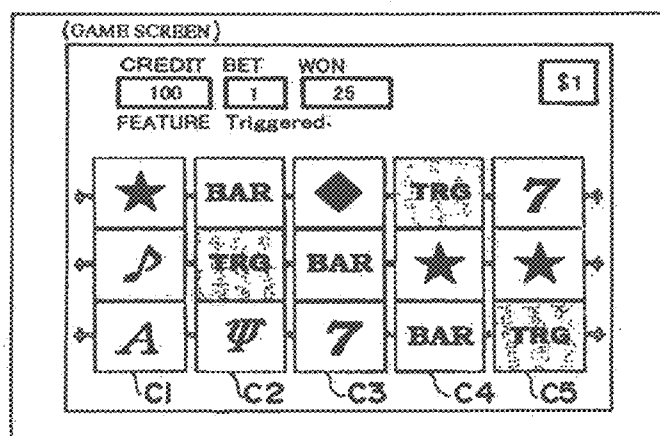 (GAME SCREEN)
CREDIT BET WON
100 1 25 $1
FEATURE Triggered.
BAR TRG 7
TRG BAR
A Ψ 7 BAR TRG
C1 C2 C3 C4 C5